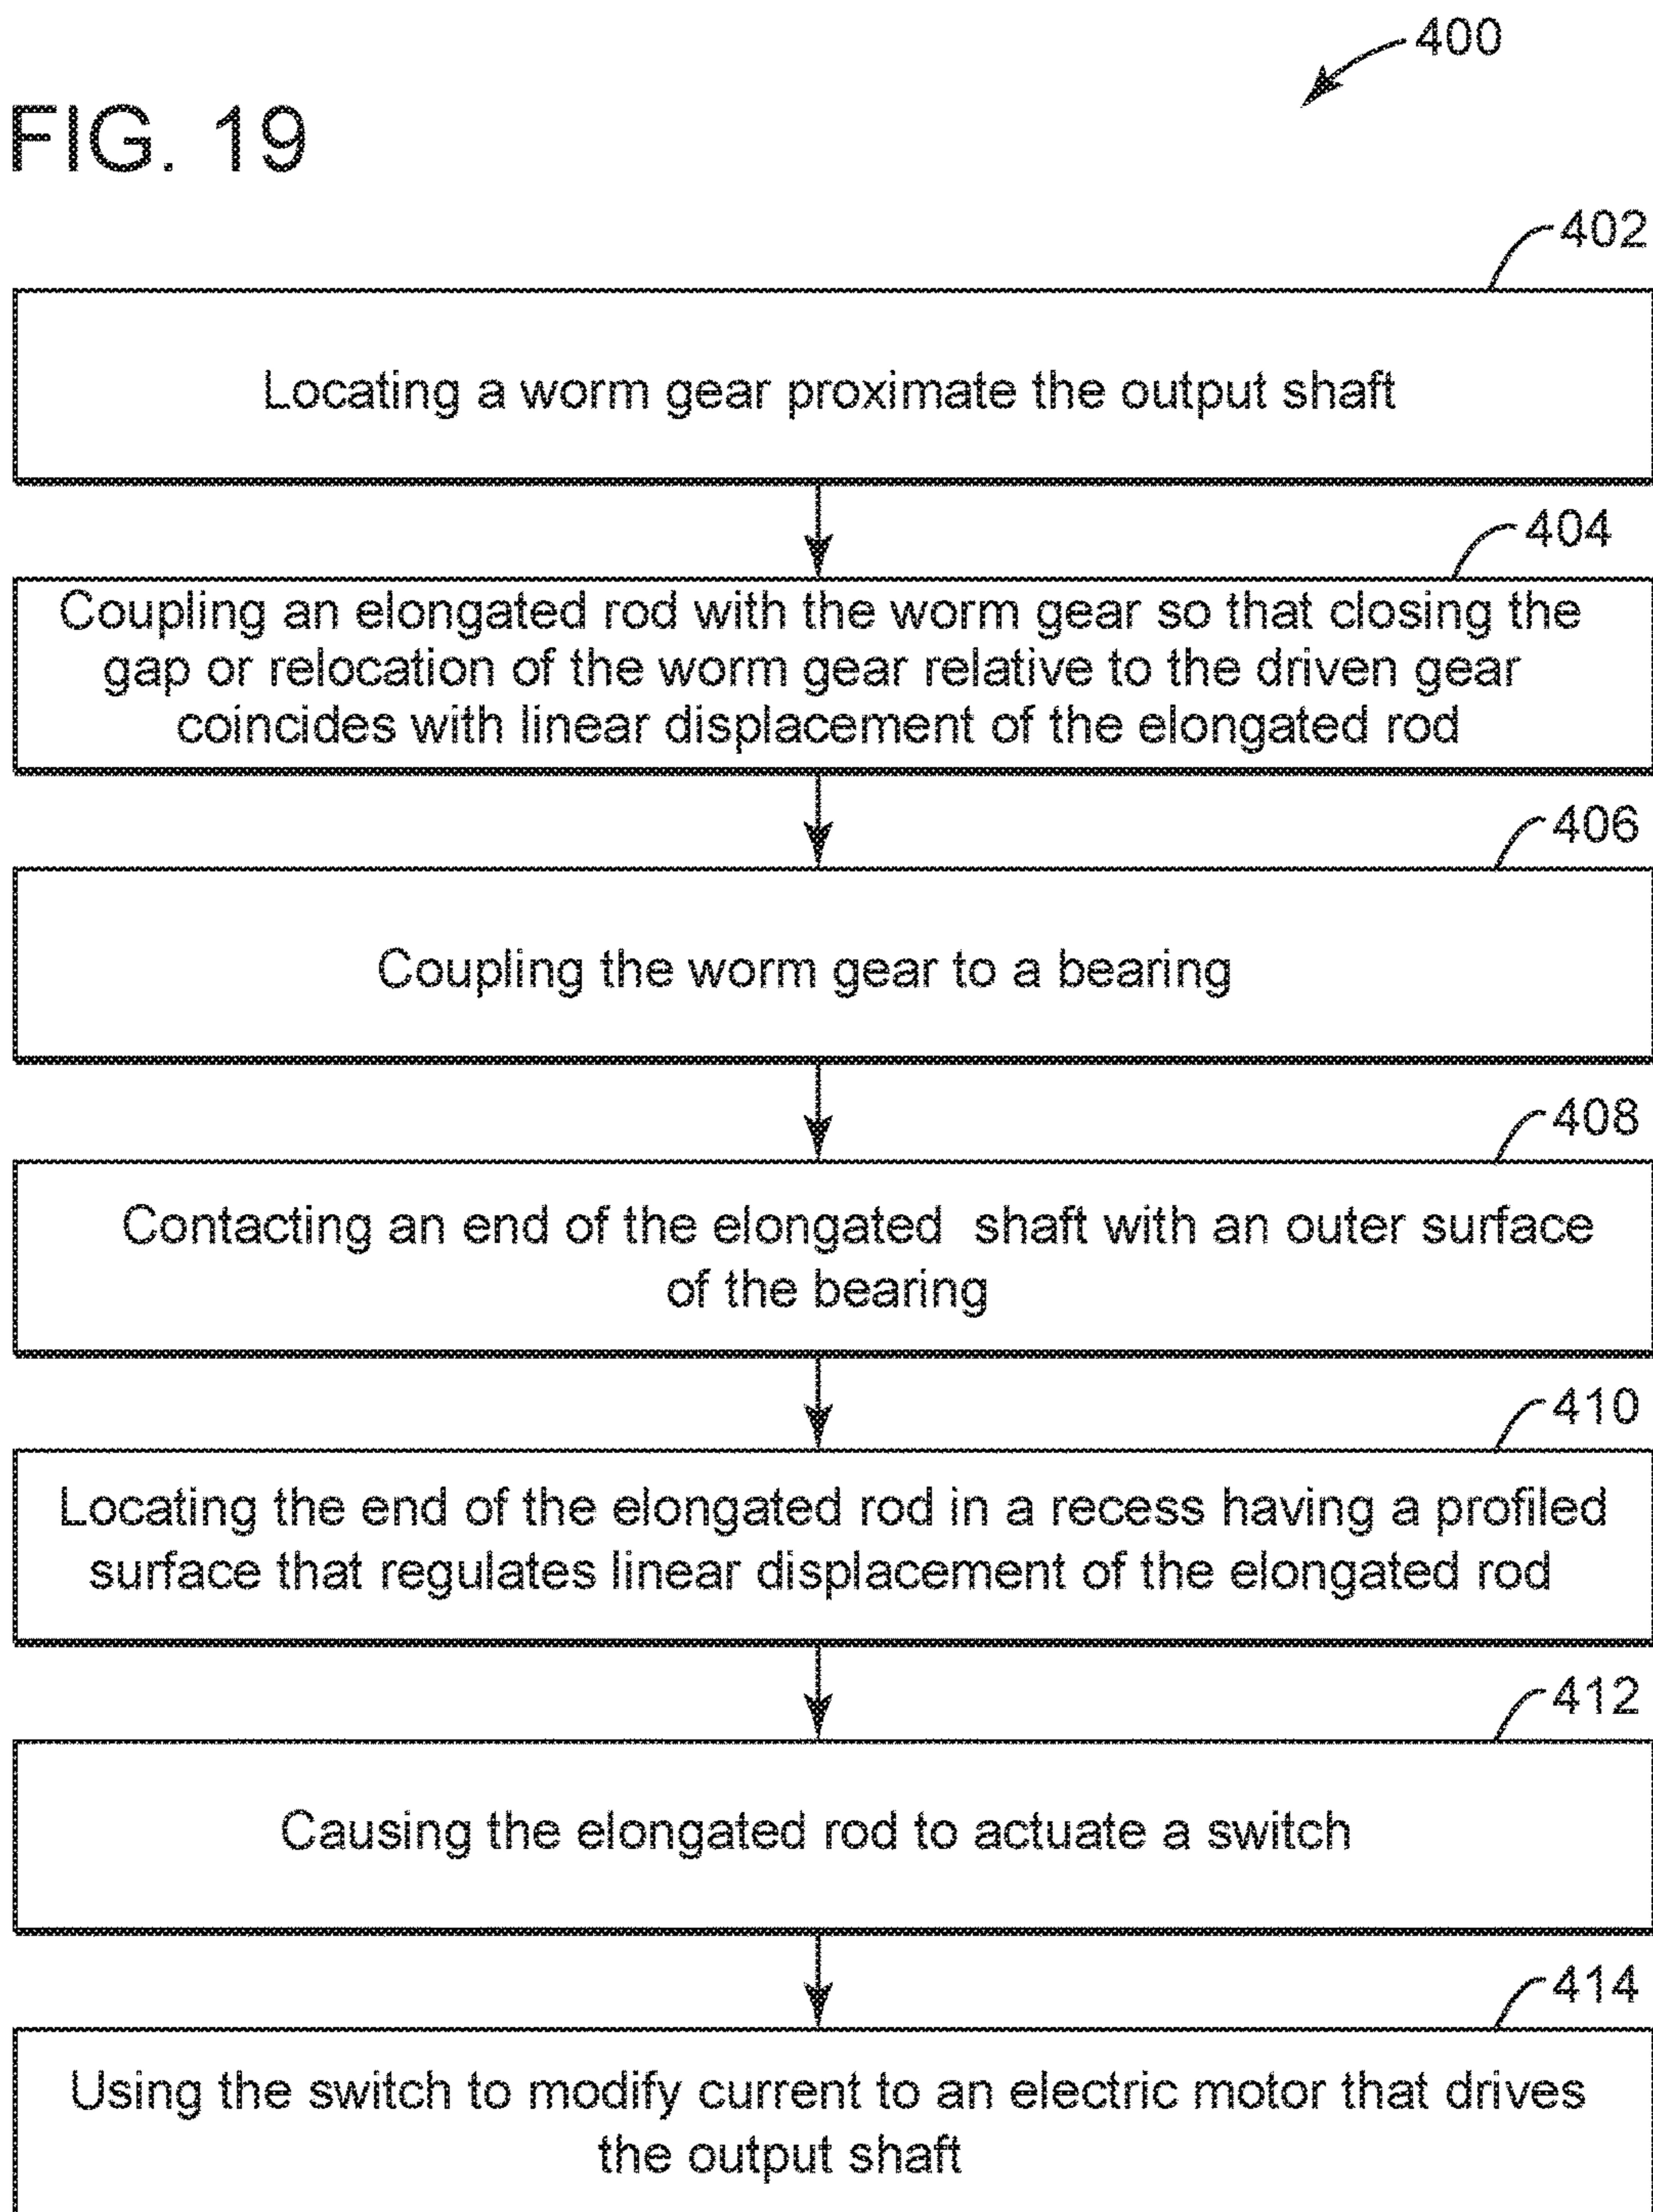 400
FIG. 19
402
Locating a worm gear proximate the output shaft
404
Coupling an elongated rod with the worm gear so that closing the
gap or relocation of the worm gear relative to the driven gear
coincides with linear displacement of the elongated rod
406
Coupling the worm gear to a bearing
408
Contacting an end of the elongated shaft with an outer surface
of the bearing
410
Locating the end of the elongated rod in a recess having a profiled
surface that regulates linear displacement of the elongated rod
412
Causing the elongated rod to actuate a switch
414
Using the switch to modify current to an electric motor that drives
the output shaft